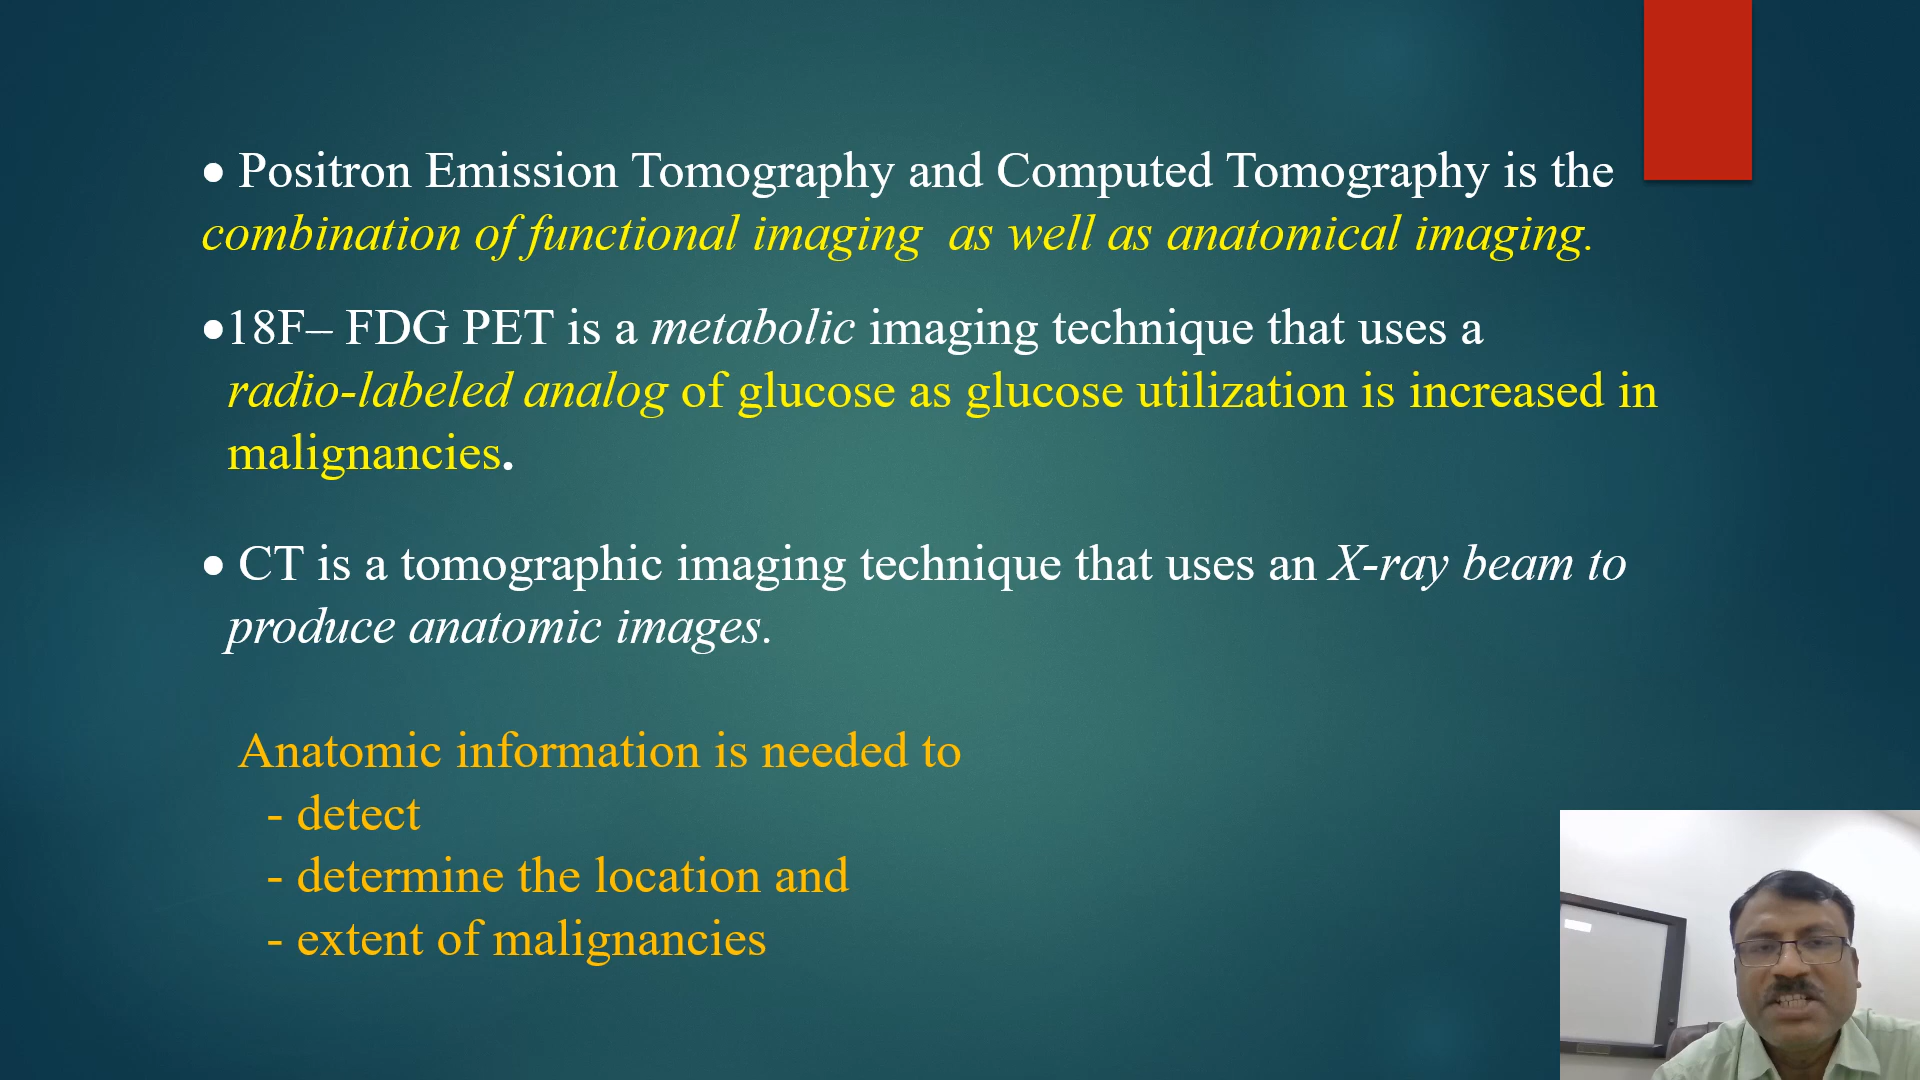 • Positron Emission Tomography and Computed Tomography is the
combination of functional imaging  as well as anatomical imaging.
•18F– FDG PET is a metabolic imaging technique that uses a
radio-labeled analog of glucose as glucose utilization is increased in
malignancies.
• CT is a tomographic imaging technique that uses an X-ray beam to
produce anatomic images.
Anatomic information is needed to
- detect
- determine the location and
- extent of malignancies